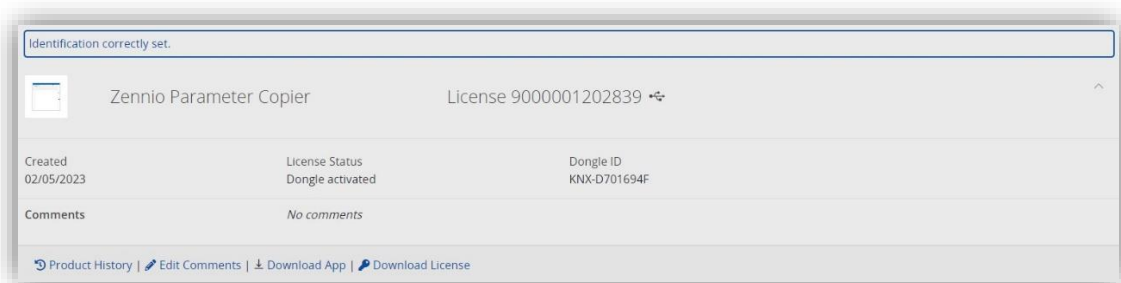 Identification correctly set.
Zennio Parameter Copier License 9000001202839
Created License Status Dongle ID
02/05/2023 Dongle activated KNX-D701694F
Comments No comments
Product History | Edit Comments | Download App | Download License